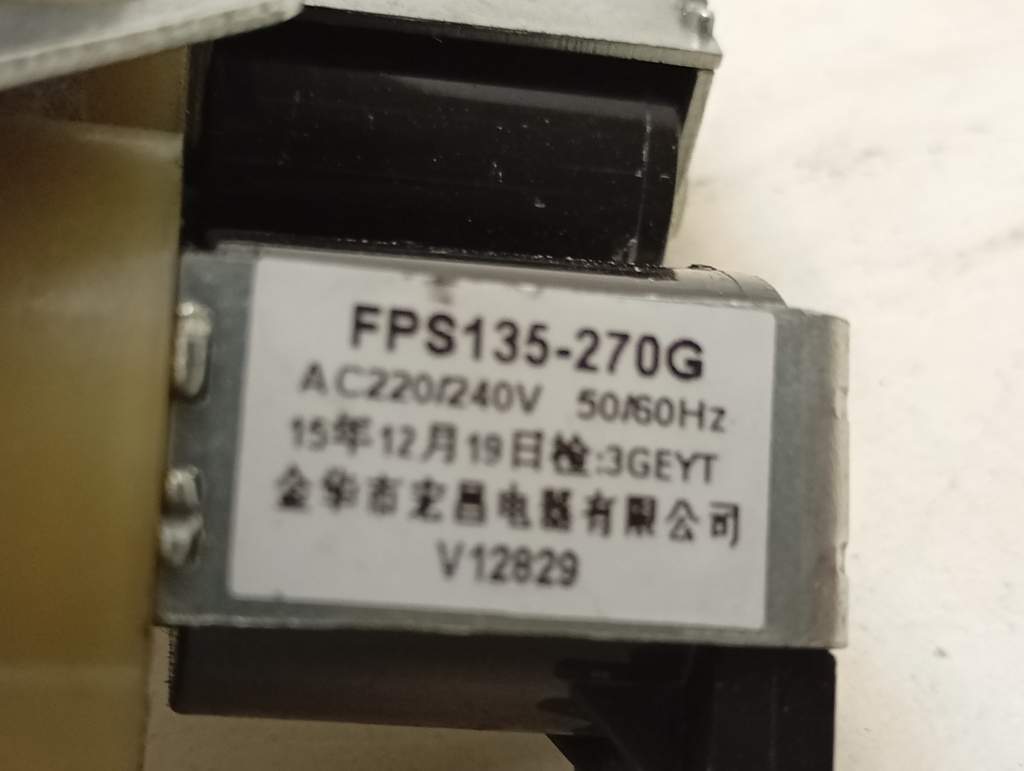 FPS135-270G
AC220/240V 50/60Hz
15年12月19日检:3GEYT
金华市宏昌电器有限公司
V12829